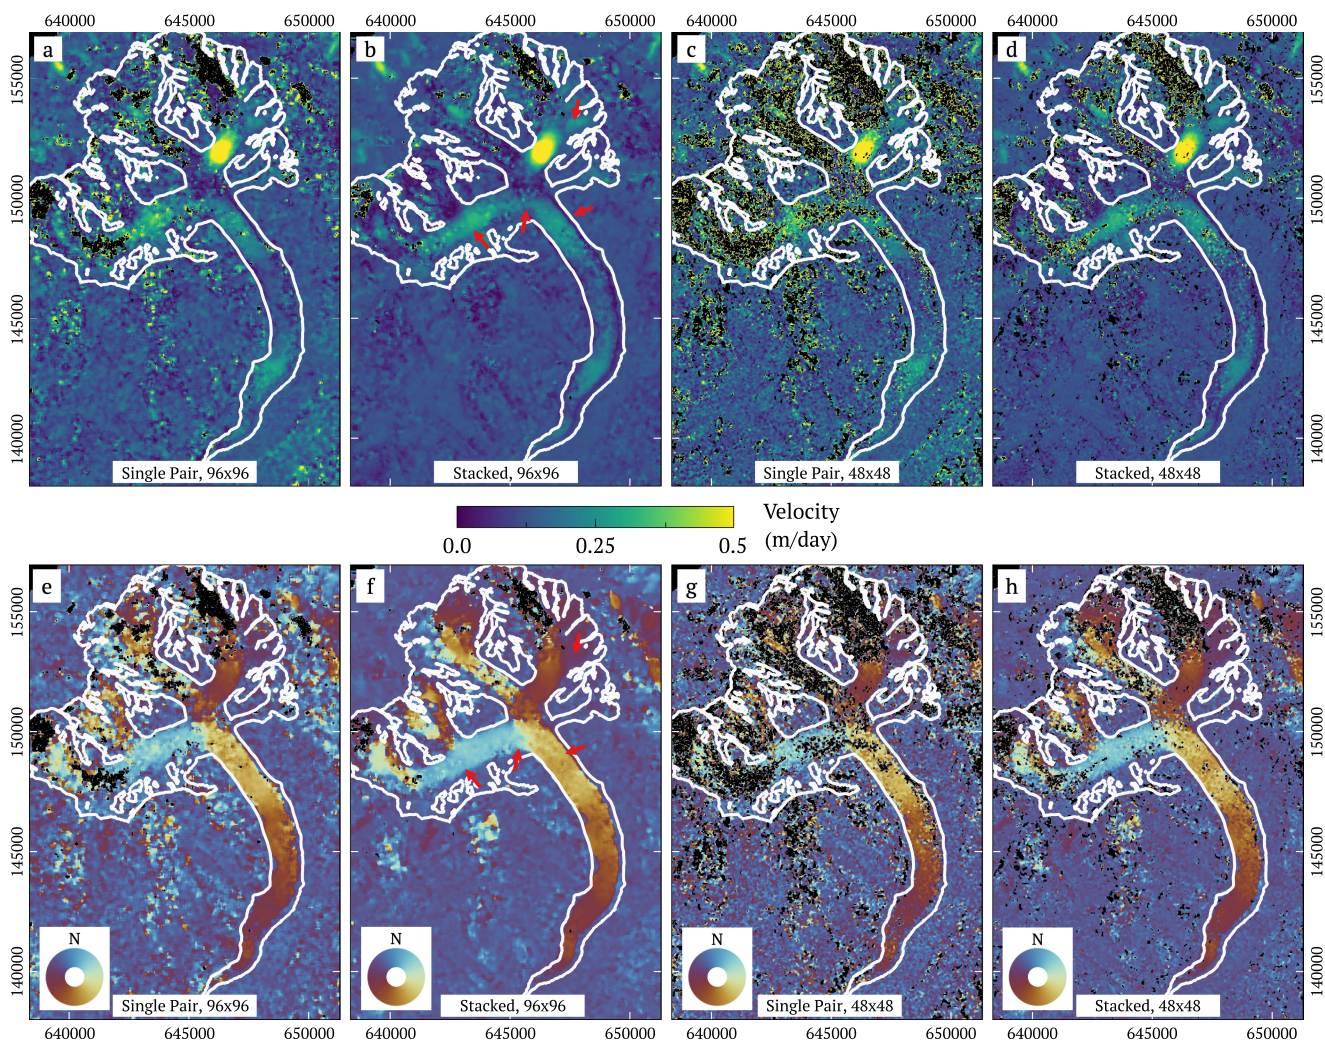 640000 645000 650000 640000 645000 650000 640000 645000 650000 640000 645000 650000
a b c d
155000 155000
150000 150000
145000 145000
140000 140000
Single Pair, 96x96 Stacked, 96x96 Single Pair, 48x48 Stacked, 48x48
Velocity
(m/day)
0.0 0.25 0.5
e f g h
155000 155000
150000 150000
145000 145000
140000 140000
N N N N
Single Pair, 96x96 Stacked, 96x96 Single Pair, 48x48 Stacked, 48x48
640000 645000 650000 640000 645000 650000 640000 645000 650000 640000 645000 650000